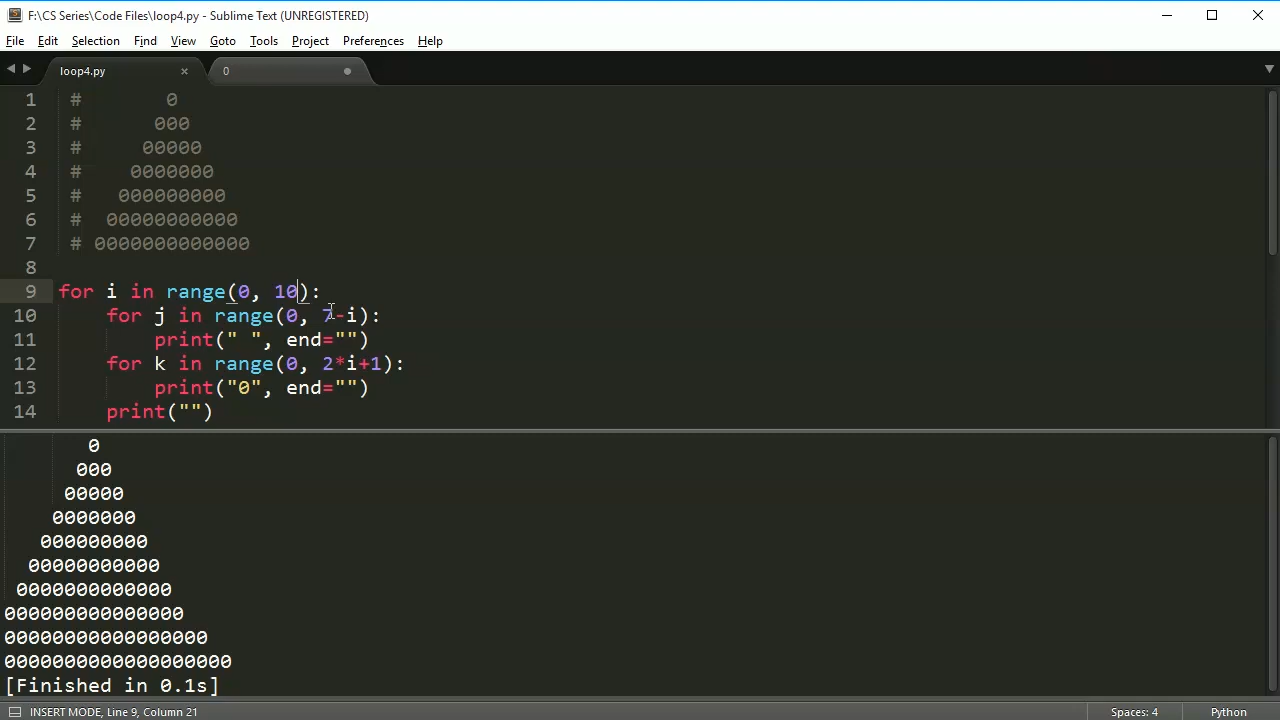 F:\CS Series\Code Files\loop4.py - Sublime Text (UNREGISTERED)
File Edit Selection Find View Goto Tools Project Preferences Help
loop4.py × 0
1 #       0
2 #      000
3 #     00000
4 #    0000000
5 #   000000000
6 #  00000000000
7 # 0000000000000
8
9 for i in range(0, 10):
10     for j in range(0, 7-i):
11         print(" ", end="")
12     for k in range(0, 2*i+1):
13         print("0", end="")
14     print("")
       0
      000
     00000
    0000000
   000000000
  00000000000
 0000000000000
000000000000000
00000000000000000
0000000000000000000
[Finished in 0.1s]
INSERT MODE, Line 9, Column 21 Spaces: 4 Python